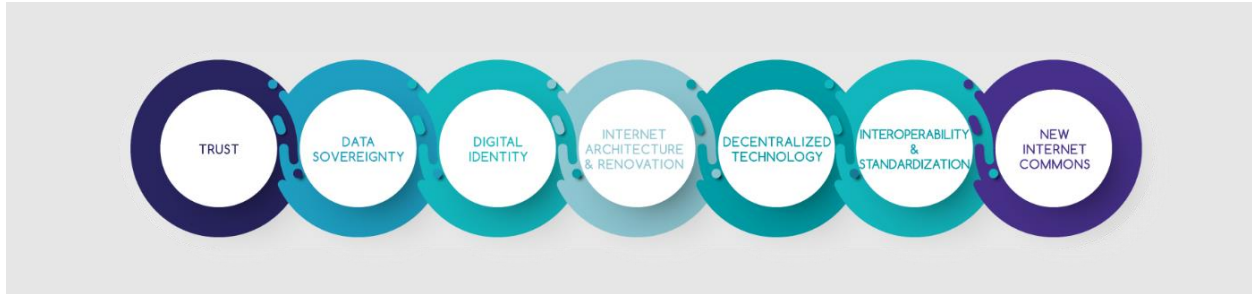 TRUST
DATA
SOVEREIGNTY
DIGITAL
IDENTITY
INTERNET
ARCHITECTURE
& RENOVATION
DECENTRALIZED
TECHNOLOGY
INTEROPERABILITY
&
STANDARDIZATION
NEW
INTERNET
COMMONS